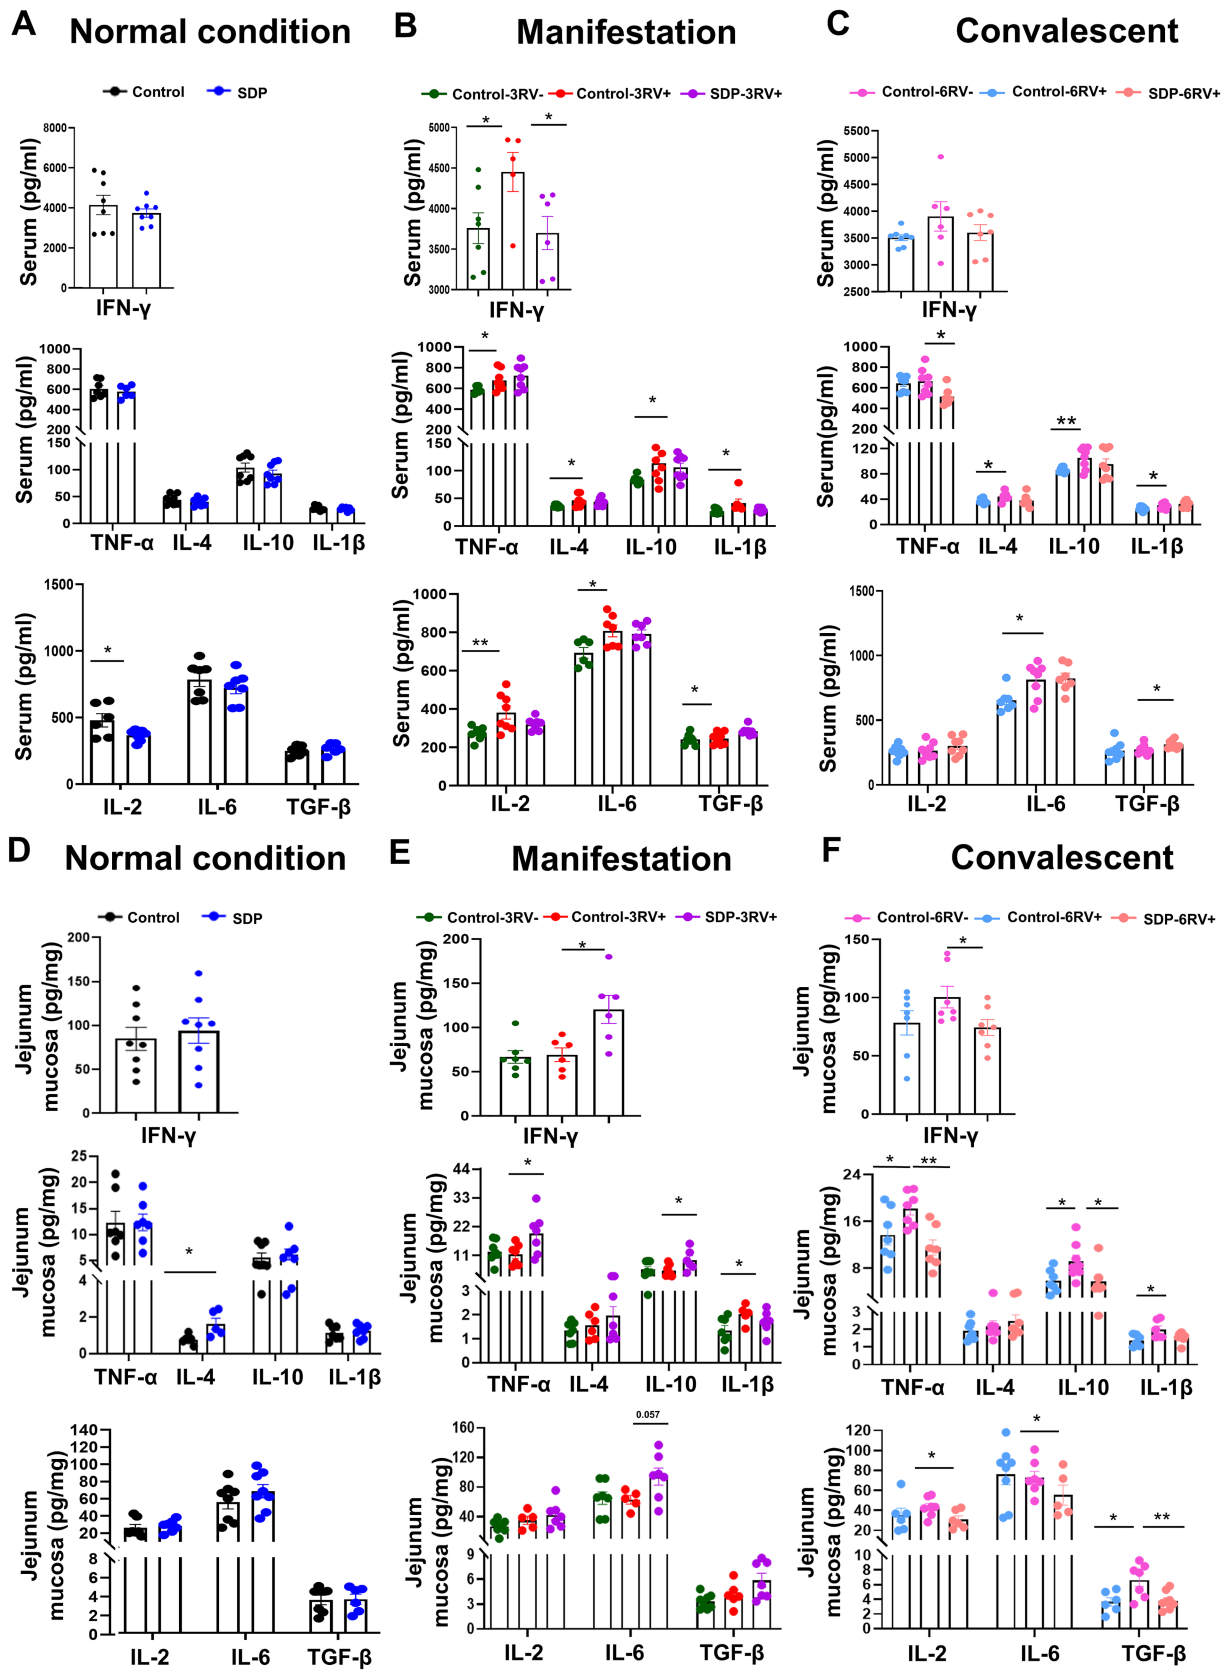 A Normal condition
B Manifestation
C Convalescent
Control SDP
Control-3RV- Control-3RV+ SDP-3RV+
Control-6RV- Control-6RV+ SDP-6RV+
Serum (pg/ml)
8000
6000
4000
2000
0
IFN-γ
Serum (pg/ml)
5000
4500
4000
3500
3000
* *
IFN-γ
Serum (pg/ml)
5500
5000
4500
4000
3500
3000
2500
IFN-γ
Serum (pg/ml)
1000
800
600
400
200
150
100
50
0
TNF-α IL-4 IL-10 IL-1β
Serum (pg/ml)
1000
800
600
400
200
150
100
50
0
* * * *
TNF-α IL-4 IL-10 IL-1β
Serum(pg/ml)
1000
800
600
400
200
120
80
40
0
* * ** *
TNF-α IL-4 IL-10 IL-1β
Serum (pg/ml)
1500
1000
500
0
*
IL-2 IL-6 TGF-β
Serum (pg/ml)
1000
800
600
400
200
0
** * *
IL-2 IL-6 TGF-β
Serum (pg/ml)
1500
1000
500
0
* *
IL-2 IL-6 TGF-β
D Normal condition
E Manifestation
F Convalescent
Control SDP
Control-3RV- Control-3RV+ SDP-3RV+
Control-6RV- Control-6RV+ SDP-6RV+
Jejunum
mucosa (pg/mg)
200
150
100
50
0
IFN-γ
Jejunum
mucosa (pg/mg)
200
150
100
50
0
*
IFN-γ
Jejunum
mucosa (pg/mg)
150
100
50
0
*
IFN-γ
Jejunum
mucosa (pg/mg)
25
20
15
10
5
4
2
0
*
TNF-α IL-4 IL-10 IL-1β
Jejunum
mucosa (pg/mg)
44
33
22
11
3
2
1
0
* * *
TNF-α IL-4 IL-10 IL-1β
Jejunum
mucosa (pg/mg)
24
16
8
3
2
1
0
* ** * * *
TNF-α IL-4 IL-10 IL-1β
Jejunum
mucosa (pg/mg)
140
120
100
80
60
40
20
8
6
4
2
0
IL-2 IL-6 TGF-β
Jejunum
mucosa (pg/mg)
160
120
80
40
9
6
3
0
0.057
IL-2 IL-6 TGF-β
Jejunum
mucosa (pg/mg)
120
100
80
60
40
20
10
8
6
4
2
0
* * * **
IL-2 IL-6 TGF-β